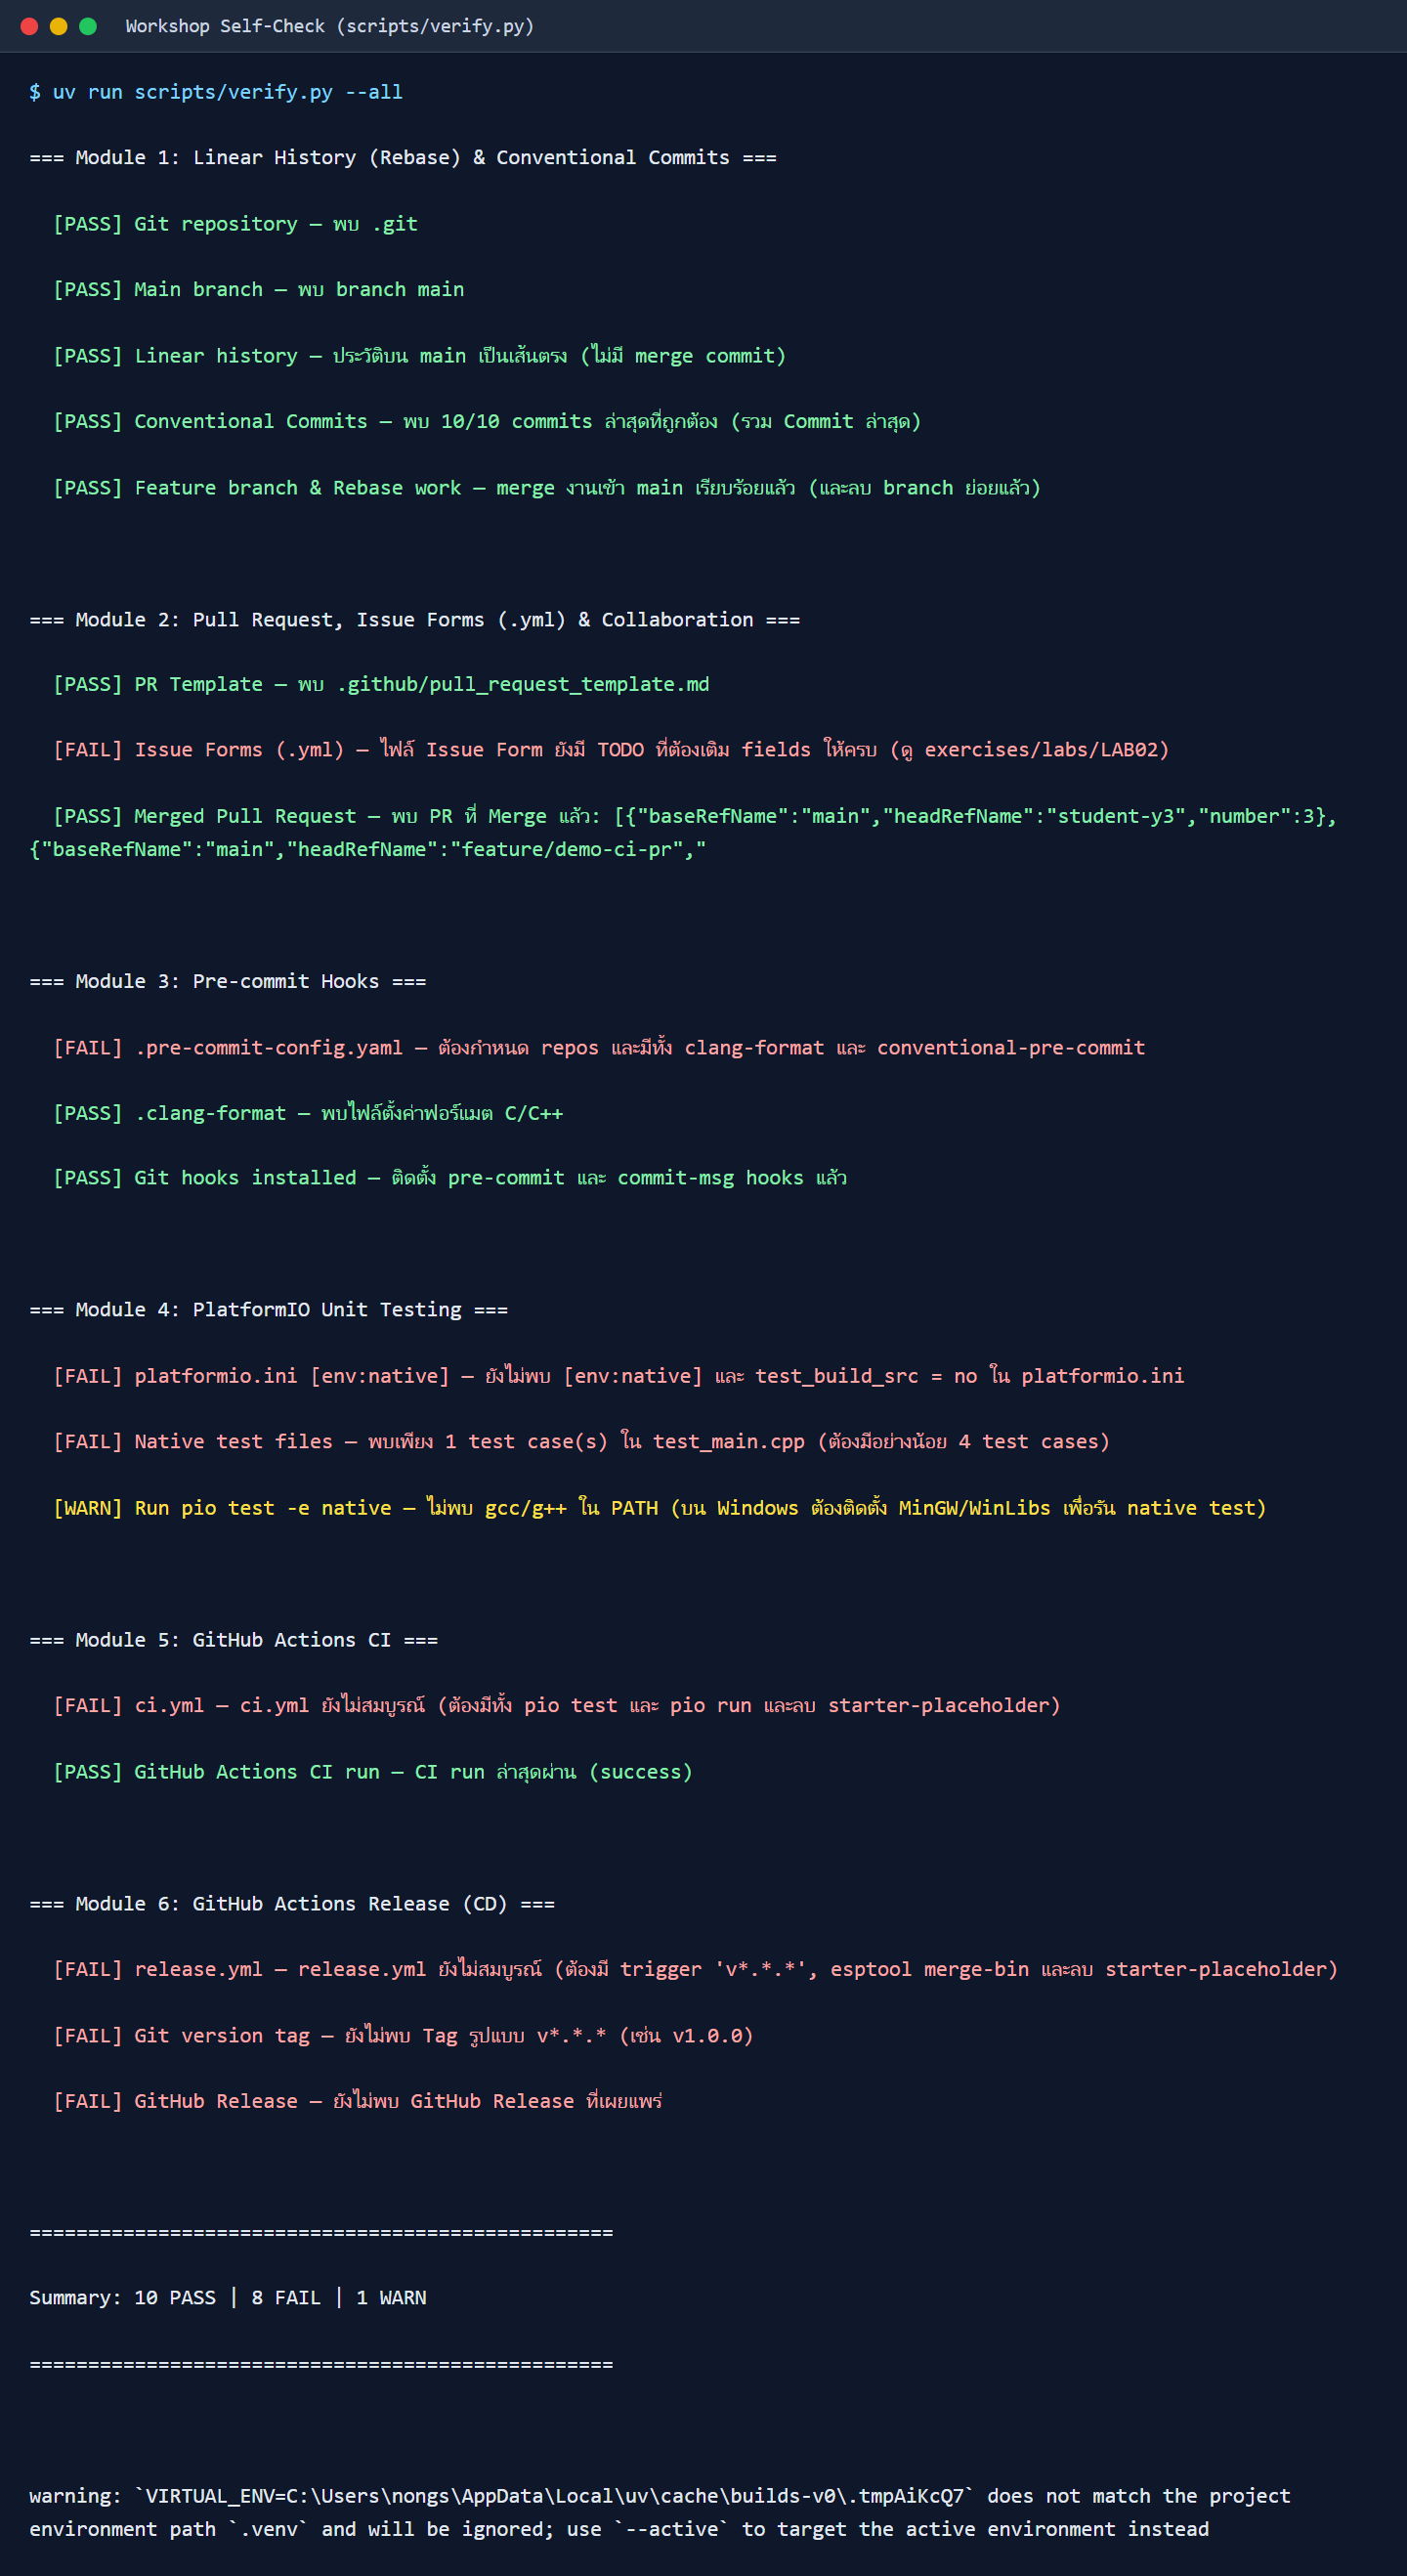 Workshop Self-Check (scripts/verify.py)
$ uv run scripts/verify.py --all
=== Module 1: Linear History (Rebase) & Conventional Commits ===
[PASS] Git repository — พบ .git
[PASS] Main branch — พบ branch main
[PASS] Linear history — ประวัติบน main เป็นเส้นตรง (ไม่มี merge commit)
[PASS] Conventional Commits — พบ 10/10 commits ล่าสุดที่ถูกต้อง (รวม Commit ล่าสุด)
[PASS] Feature branch & Rebase work — merge งานเข้า main เรียบร้อยแล้ว (และลบ branch ย่อยแล้ว)
=== Module 2: Pull Request, Issue Forms (.yml) & Collaboration ===
[PASS] PR Template — พบ .github/pull_request_template.md
[FAIL] Issue Forms (.yml) — ไฟล์ Issue Form ยังมี TODO ที่ต้องเติม fields ให้ครบ (ดู exercises/labs/LAB02)
[PASS] Merged Pull Request — พบ PR ที่ Merge แล้ว: [{"baseRefName":"main","headRefName":"student-y3","number":3},
{"baseRefName":"main","headRefName":"feature/demo-ci-pr","
=== Module 3: Pre-commit Hooks ===
[FAIL] .pre-commit-config.yaml — ต้องกำหนด repos และมีทั้ง clang-format และ conventional-pre-commit
[PASS] .clang-format — พบไฟล์ตั้งค่าฟอร์แมต C/C++
[PASS] Git hooks installed — ติดตั้ง pre-commit และ commit-msg hooks แล้ว
=== Module 4: PlatformIO Unit Testing ===
[FAIL] platformio.ini [env:native] — ยังไม่พบ [env:native] และ test_build_src = no ใน platformio.ini
[FAIL] Native test files — พบเพียง 1 test case(s) ใน test_main.cpp (ต้องมีอย่างน้อย 4 test cases)
[WARN] Run pio test -e native — ไม่พบ gcc/g++ ใน PATH (บน Windows ต้องติดตั้ง MinGW/WinLibs เพื่อรัน native test)
=== Module 5: GitHub Actions CI ===
[FAIL] ci.yml — ci.yml ยังไม่สมบูรณ์ (ต้องมีทั้ง pio test และ pio run และลบ starter-placeholder)
[PASS] GitHub Actions CI run — CI run ล่าสุดผ่าน (success)
=== Module 6: GitHub Actions Release (CD) ===
[FAIL] release.yml — release.yml ยังไม่สมบูรณ์ (ต้องมี trigger 'v*.*.*', esptool merge-bin และลบ starter-placeholder)
[FAIL] Git version tag — ยังไม่พบ Tag รูปแบบ v*.*.* (เช่น v1.0.0)
[FAIL] GitHub Release — ยังไม่พบ GitHub Release ที่เผยแพร่
==================================================
Summary: 10 PASS | 8 FAIL | 1 WARN
==================================================
warning: `VIRTUAL_ENV=C:\Users\nongs\AppData\Local\uv\cache\builds-v0\.tmpAiKcQ7` does not match the project
environment path `.venv` and will be ignored; use `--active` to target the active environment instead